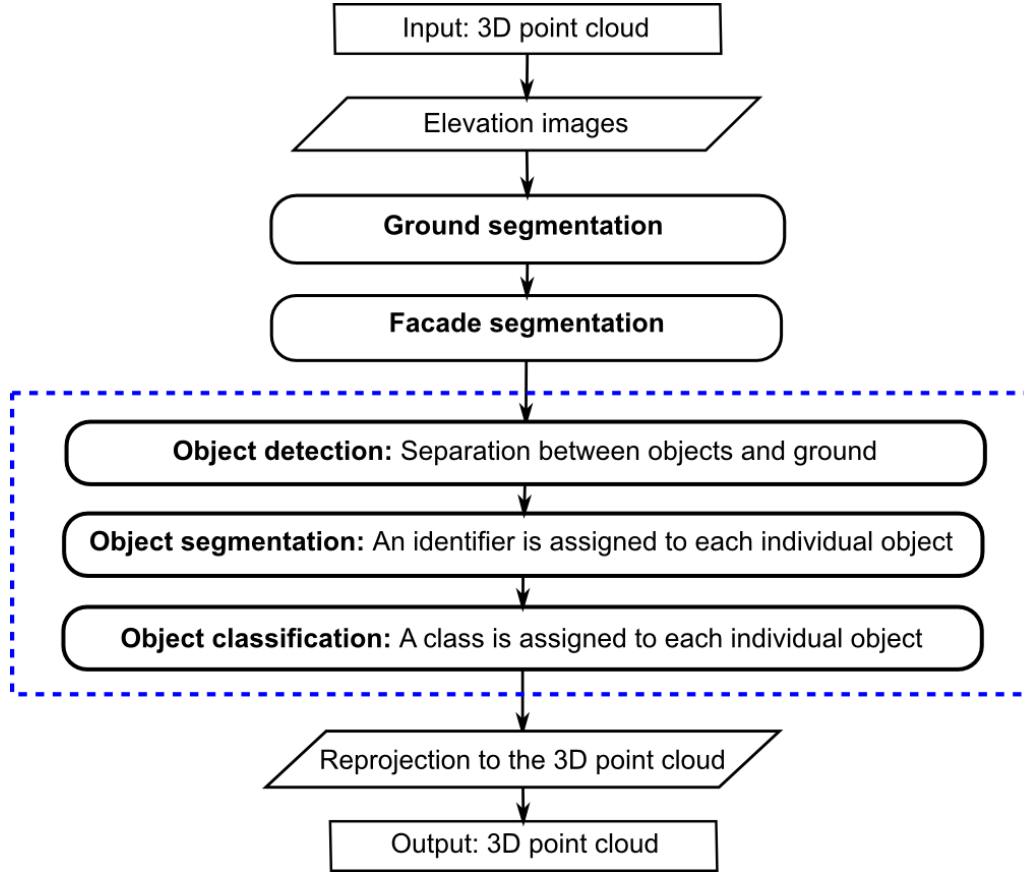 Input: 3D point cloud
Elevation images
Ground segmentation
Facade segmentation
Object detection: Separation between objects and ground
Object segmentation: An identifier is assigned to each individual object
Object classification: A class is assigned to each individual object
Reprojection to the 3D point cloud
Output: 3D point cloud